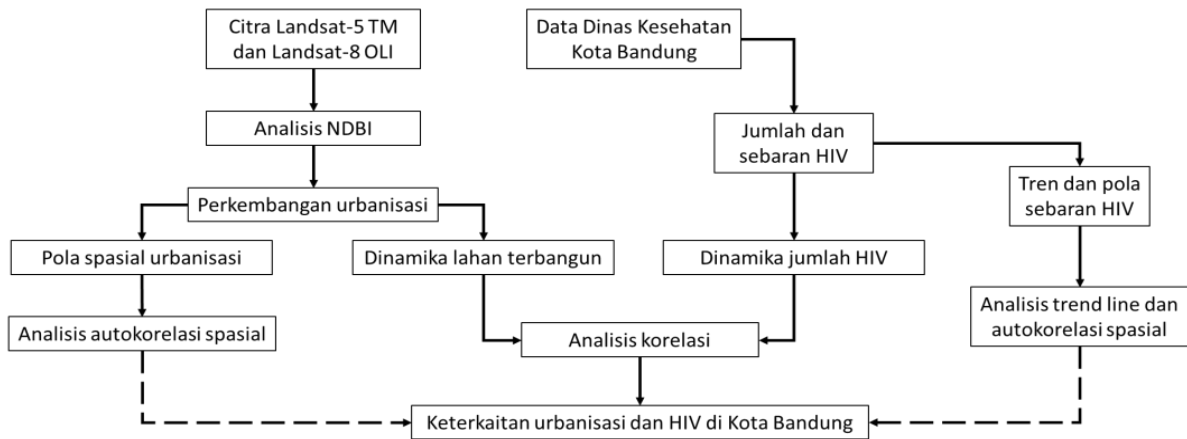 Citra Landsat-5 TM
dan Landsat-8 OLI
Data Dinas Kesehatan
Kota Bandung
Analisis NDBI
Jumlah dan
sebaran HIV
Tren dan pola
sebaran HIV
Perkembangan urbanisasi
Pola spasial urbanisasi
Dinamika lahan terbangun
Dinamika jumlah HIV
Analisis autokorelasi spasial
Analisis korelasi
Analisis trend line dan
autokorelasi spasial
Keterkaitan urbanisasi dan HIV di Kota Bandung